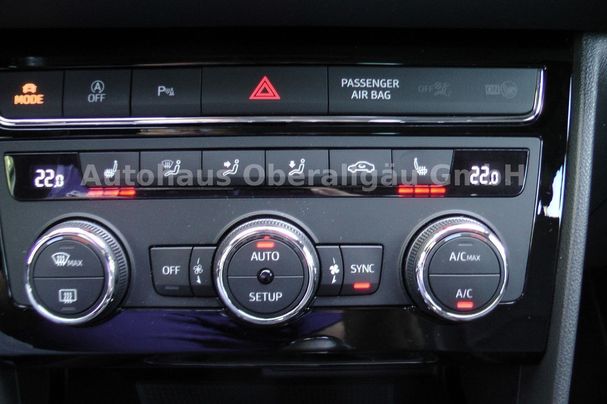 MODE
OFF
P
PASSENGER
AIR BAG
OFF
ON
22.0
22.0
Autohaus Oberallgäu GmbH
MAX
OFF
AUTO
SETUP
SYNC
A/C MAX
A/C